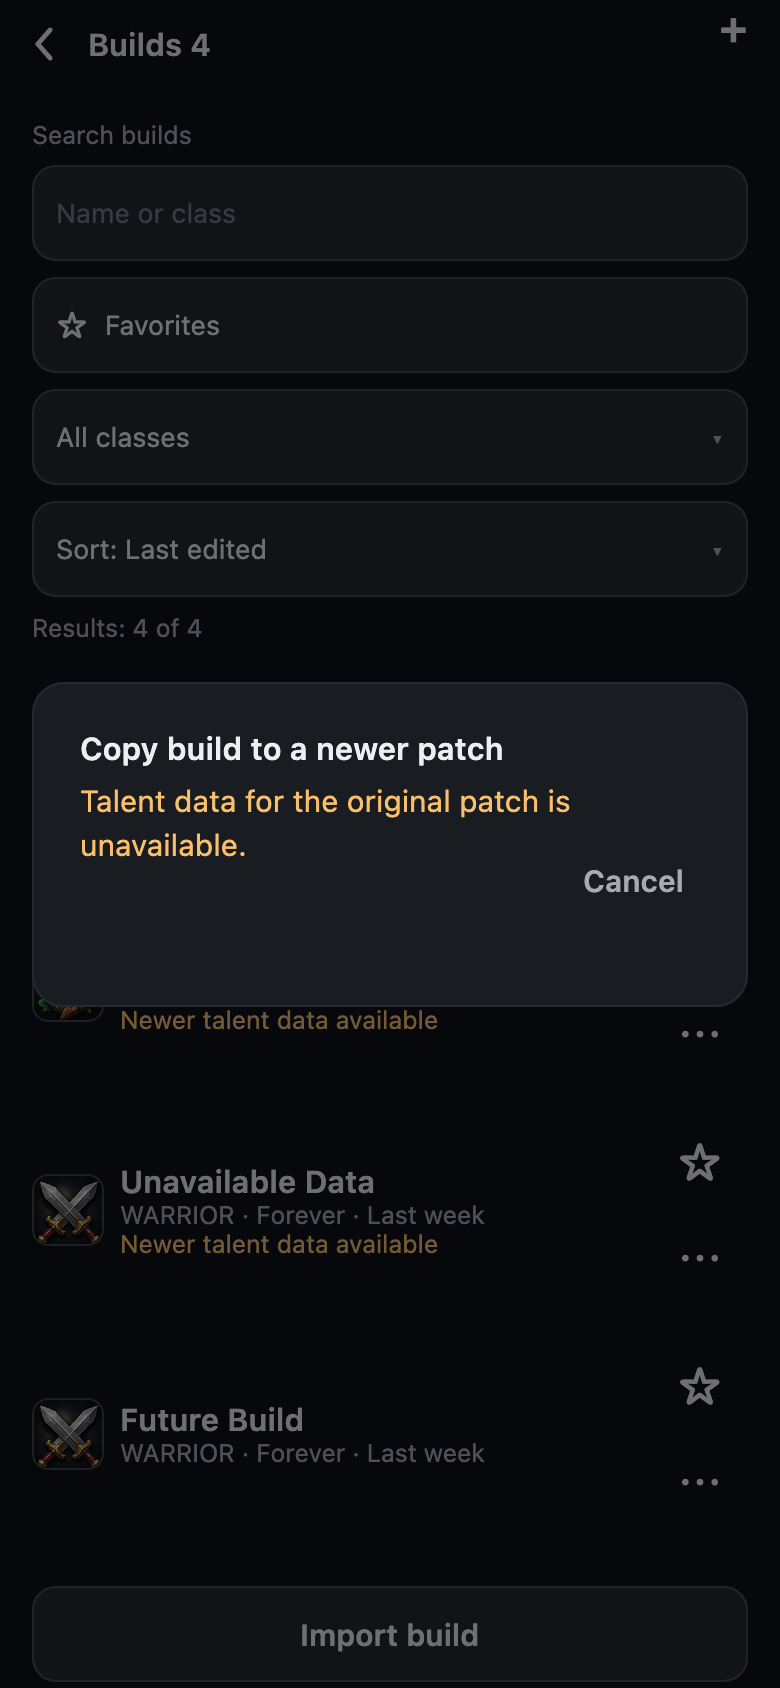 Builds 4
Search builds
Name or class
Favorites
All classes
Sort: Last edited
Results: 4 of 4
Copy build to a newer patch
Talent data for the original patch is
unavailable.
Cancel
Newer talent data available
Unavailable Data
WARRIOR · Forever · Last week
Newer talent data available
Future Build
WARRIOR · Forever · Last week
Import build